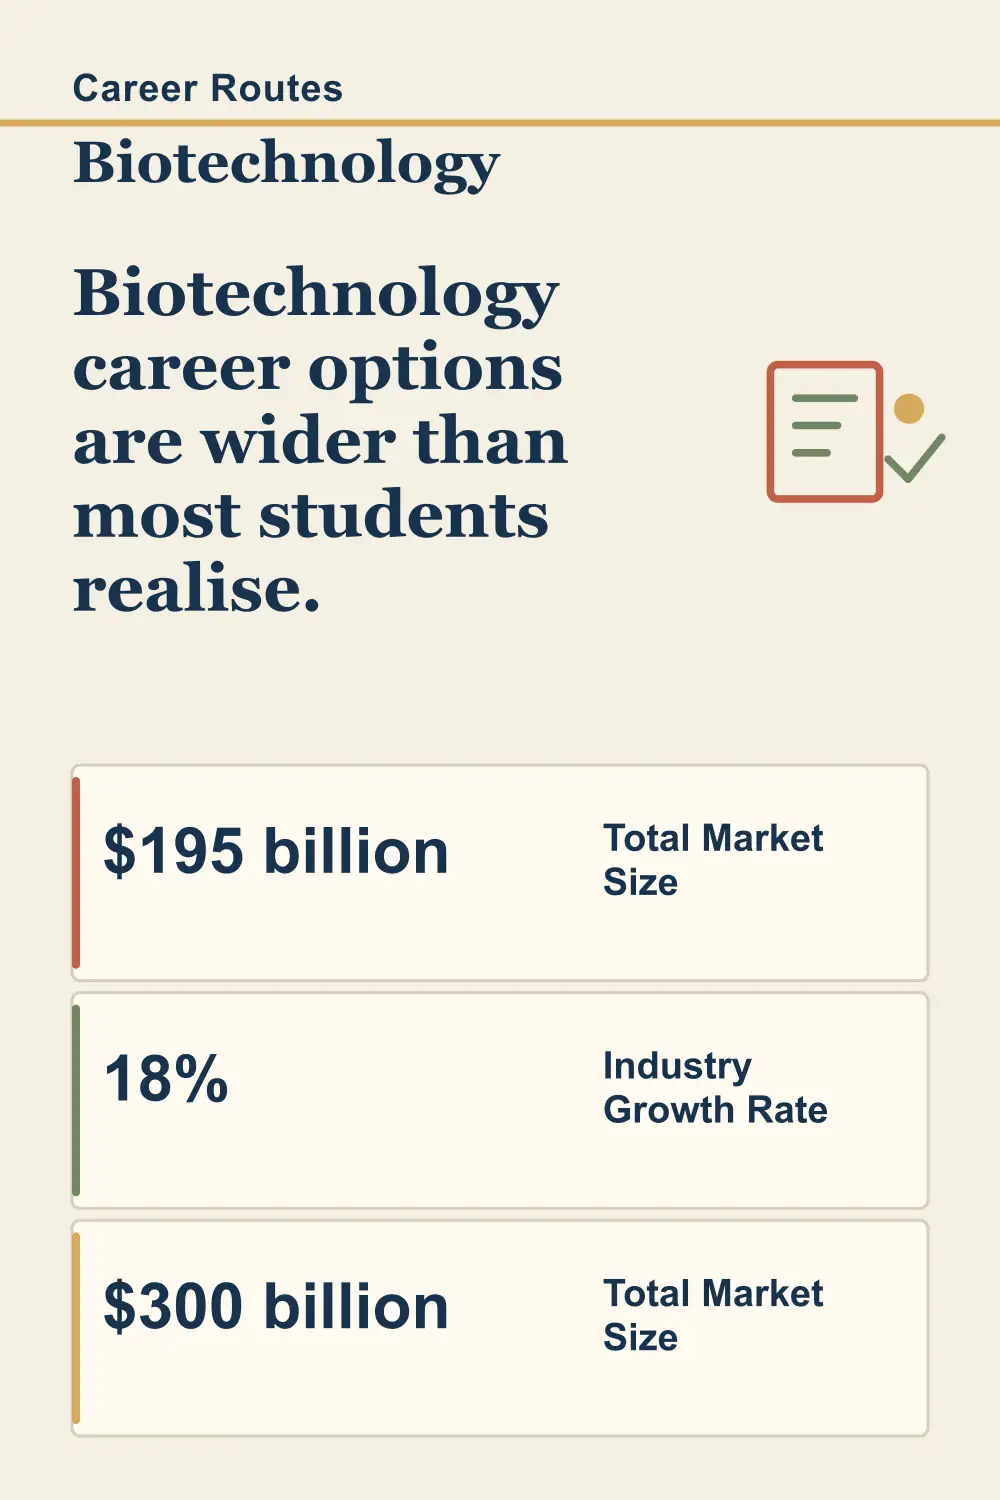 Career Routes
Biotechnology
Biotechnology
career options
are wider than
most students
realise.
$195 billion
Total Market
Size
18%
Industry
Growth Rate
$300 billion
Total Market
Size